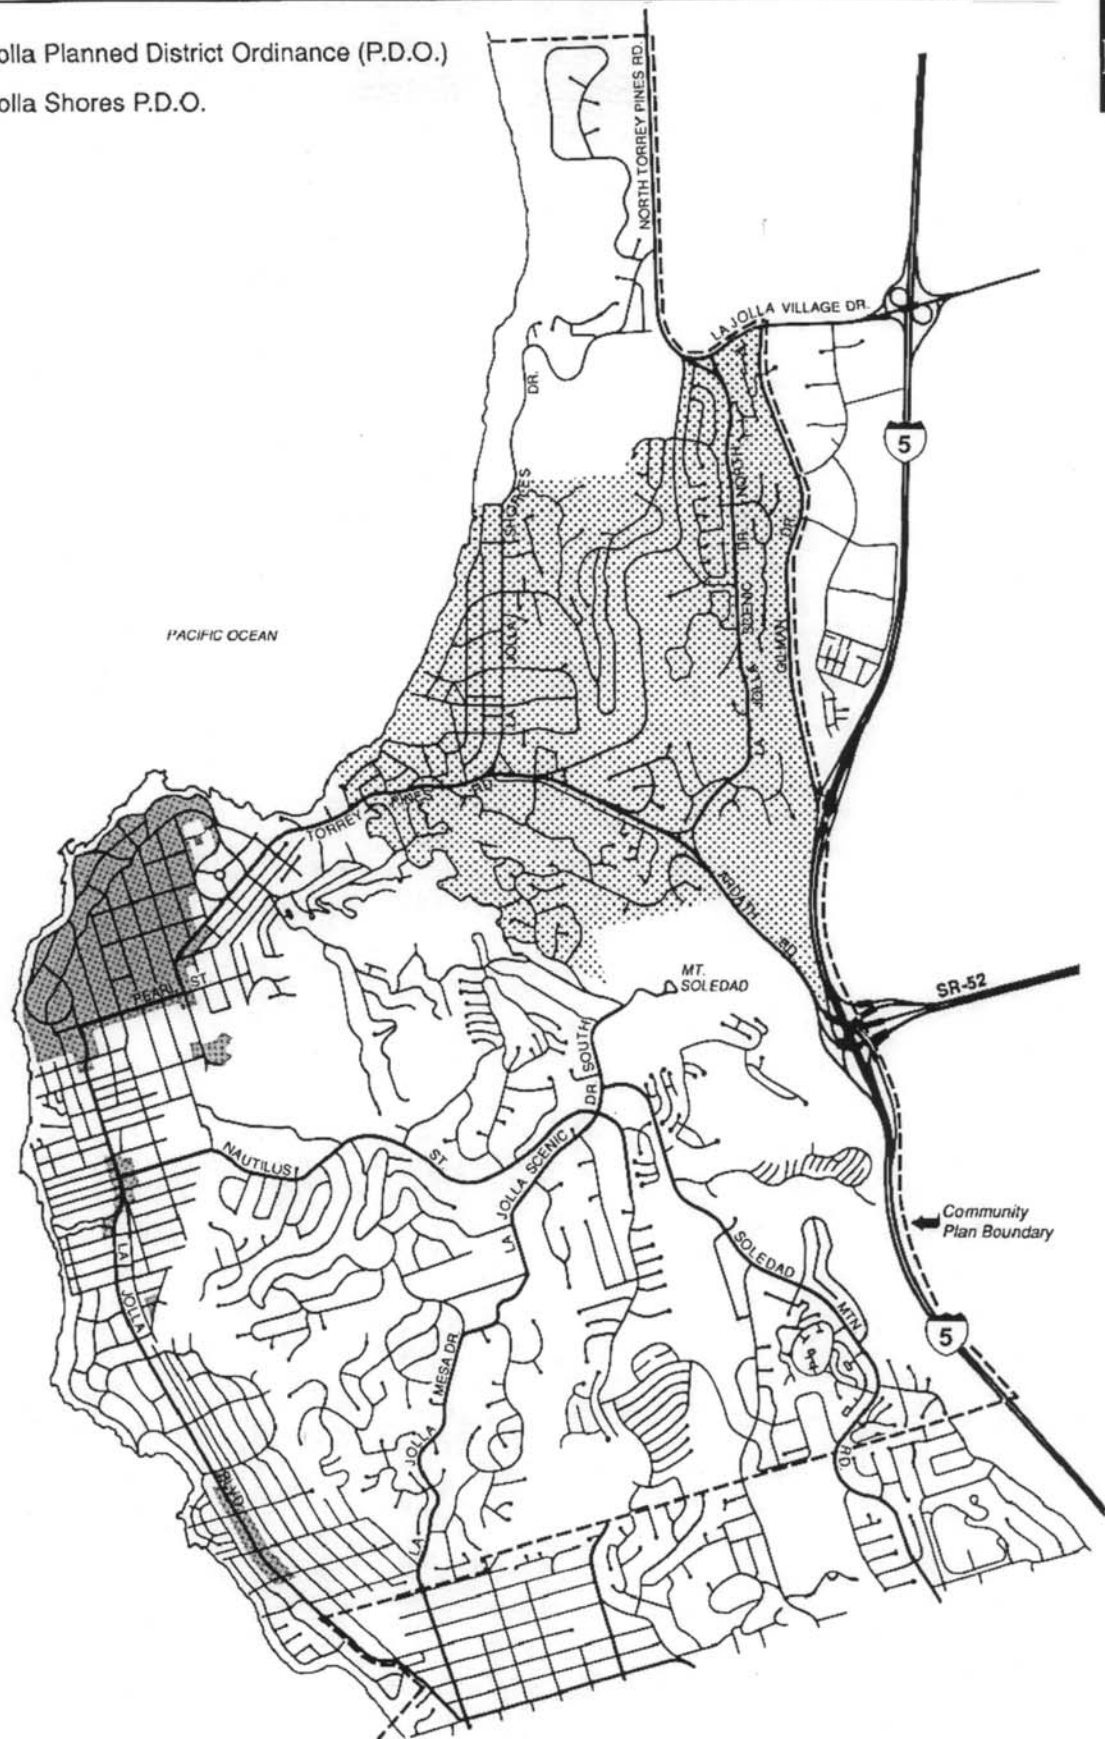 olla Planned District Ordinance (P.D.O.)
olla Shores P.D.O.
NORTH TORREY PINES RD.
LA JOLLA VILLAGE DR.
5
LA JOLLA SHORES DR.
LA JOLLA SCENIC DR. NORTH
GILMAN DR.
PACIFIC OCEAN
TORREY PINES RD.
ARDATH RD.
PEARL ST
MT.
SOLEDAD
SR-52
NAUTILUS ST
LA JOLLA SCENIC DR SOUTH
Community
Plan Boundary
SOLEDAD MTN RD.
5
LA JOLLA BLVD.
LA JOLLA MESA DR.